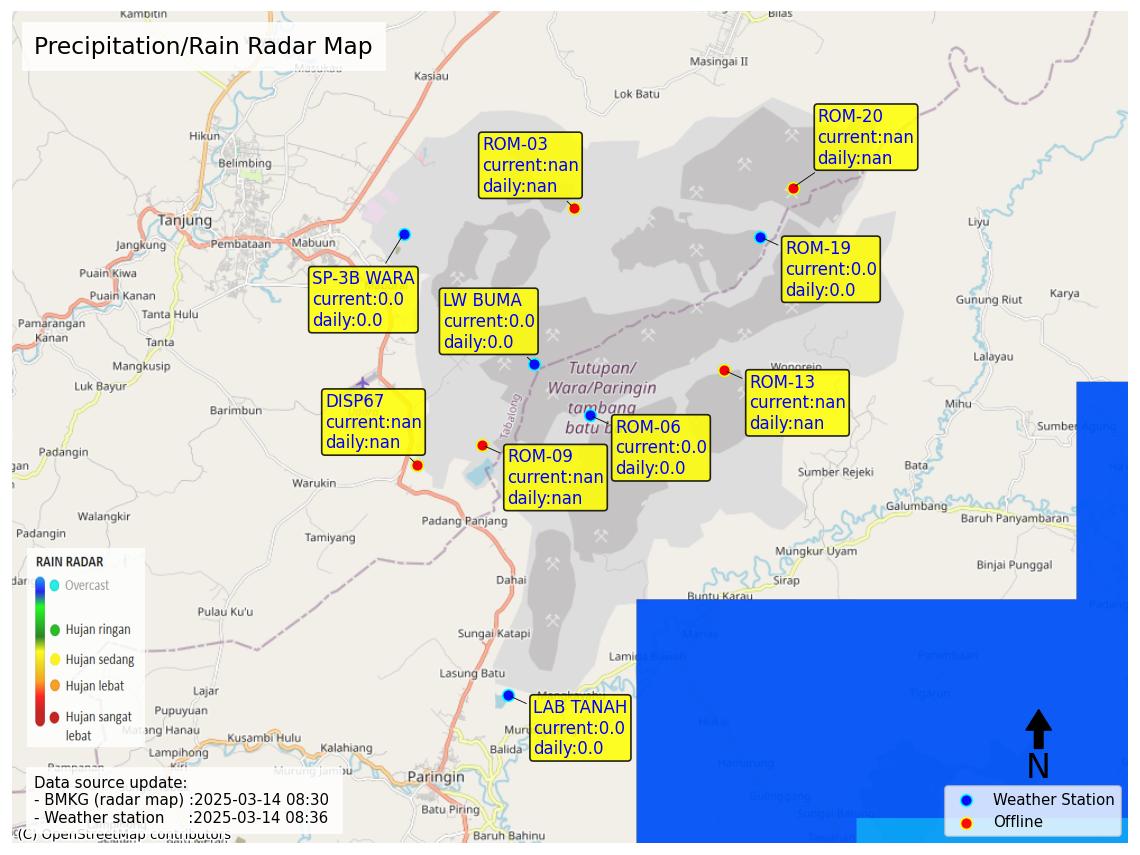 Precipitation/Rain Radar Map
Kambitin
Bilas
Masingai II
Kasiau
Lok Batu
Hikun
Belimbing
Tanjung
Jangkung
Pembataan
Mabuun
Puain Kiwa
Puain Kanan
Tanta Hulu
Pamarangan
Kanan
Tanta
Mangkusip
Luk Bayur
Barimbun
Padangin
Warukin
Walangkir
Padangin
Tamiyang
Padang Panjang
Dahai
Pulau Ku'u
Sungai Katapi
Lasung Batu
Lajar
Pupuyuan
Matang Hanau
Lampihong
Kusambi Hulu
Kalahiang
Murung Jambu
Paringin
Batu Piring
Baruh Bahinu
Balida
Liyu
Gunung Riut
Karya
Lalayau
Mihu
Wonorejo
Sumber Agung
Sumber Rejeki
Bata
Galumbang
Baruh Panyambaran
Mungkur Uyam
Binjai Punggal
Sirap
Buntu Karau
Tabalong
Tutupan/
Wara/Paringin
tambang
batu
ROM-03
current:nan
daily:nan
ROM-20
current:nan
daily:nan
SP-3B WARA
current:0.0
daily:0.0
LW BUMA
current:0.0
daily:0.0
ROM-19
current:0.0
daily:0.0
DISP67
current:nan
daily:nan
ROM-13
current:nan
daily:nan
ROM-06
current:0.0
daily:0.0
ROM-09
current:nan
daily:nan
LAB TANAH
current:0.0
daily:0.0
RAIN RADAR
Overcast
Hujan ringan
Hujan sedang
Hujan lebat
Hujan sangat
lebat
Data source update:
- BMKG (radar map) :2025-03-14 08:30
- Weather station :2025-03-14 08:36
(C) OpenStreetMap contributors
N
Weather Station
Offline